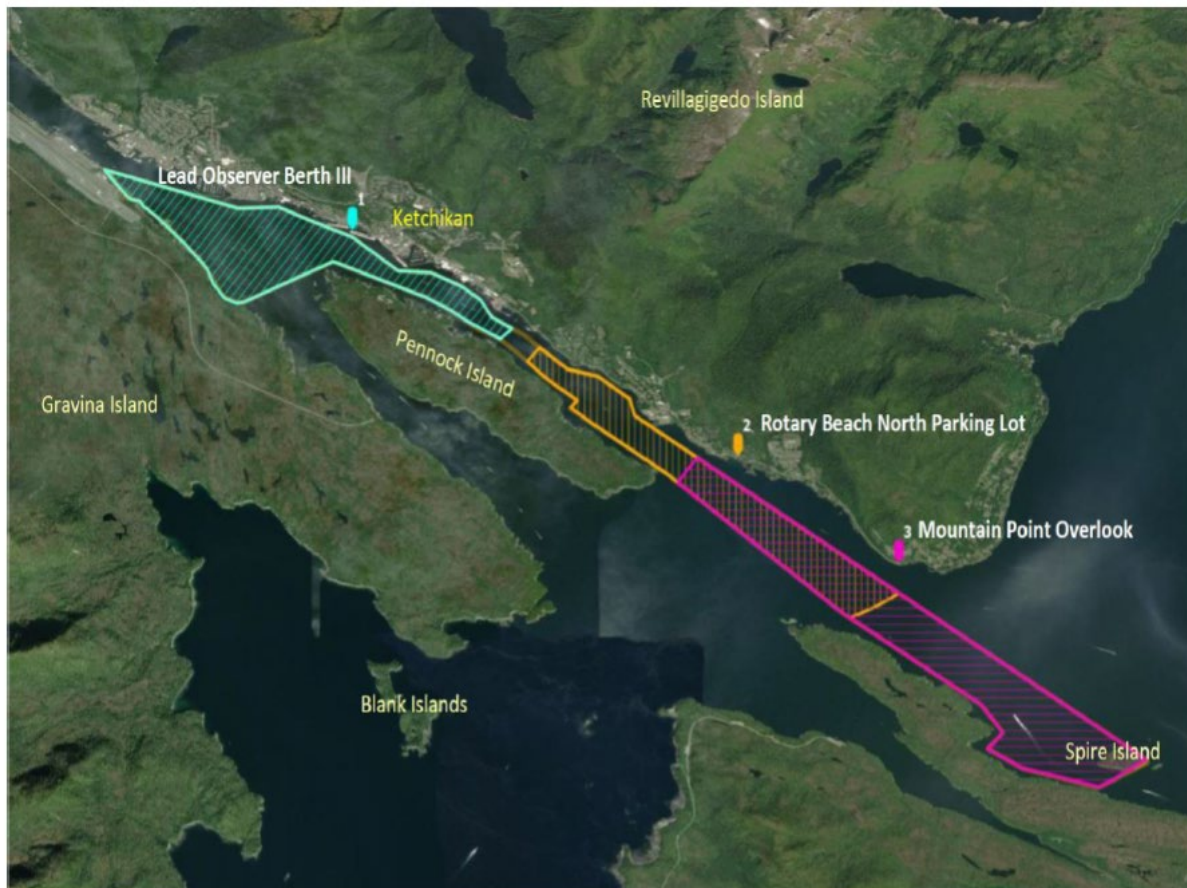 Revillagigedo Island
Lead Observer Berth III
1
Ketchikan
Pennock Island
Gravina Island
2 Rotary Beach North Parking Lot
3 Mountain Point Overlook
Blank Islands
Spire Island